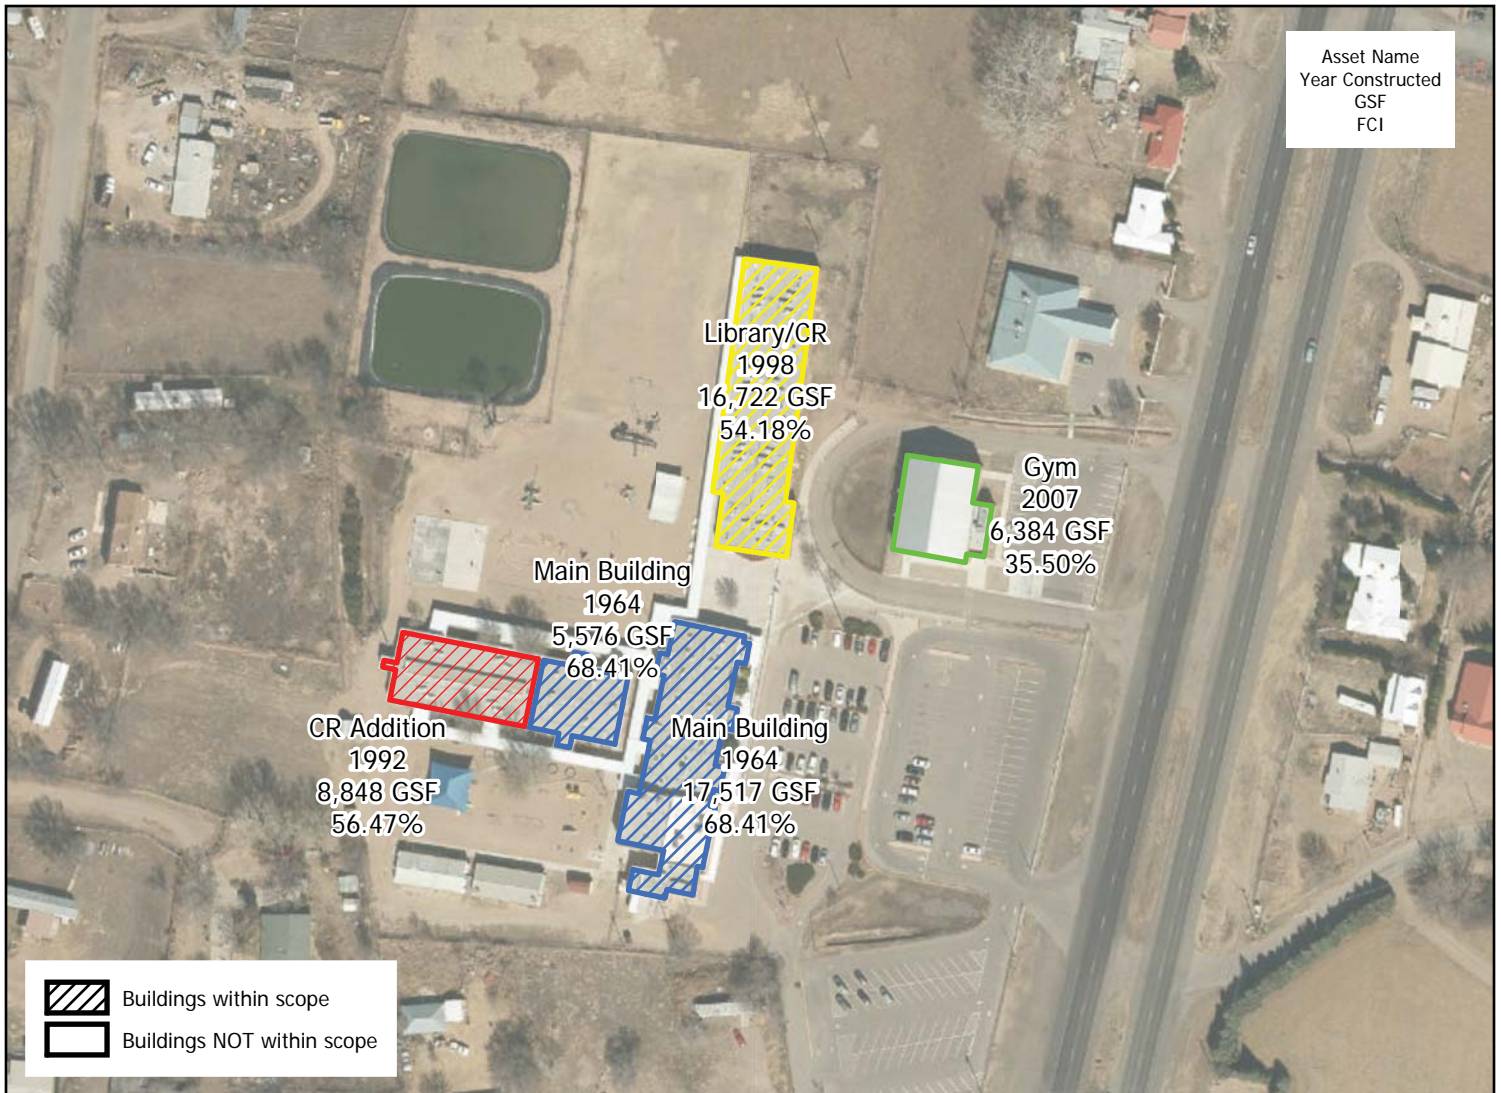 Asset Name
Year Constructed
GSF
FCI
Library/CR
1998
16,722 GSF
54.18%
Gym
2007
6,384 GSF
35.50%
Main Building
1964
5,576 GSF
68.41%
CR Addition
1992
8,848 GSF
56.47%
Main Building
1964
17,517 GSF
68.41%
Buildings within scope
Buildings NOT within scope